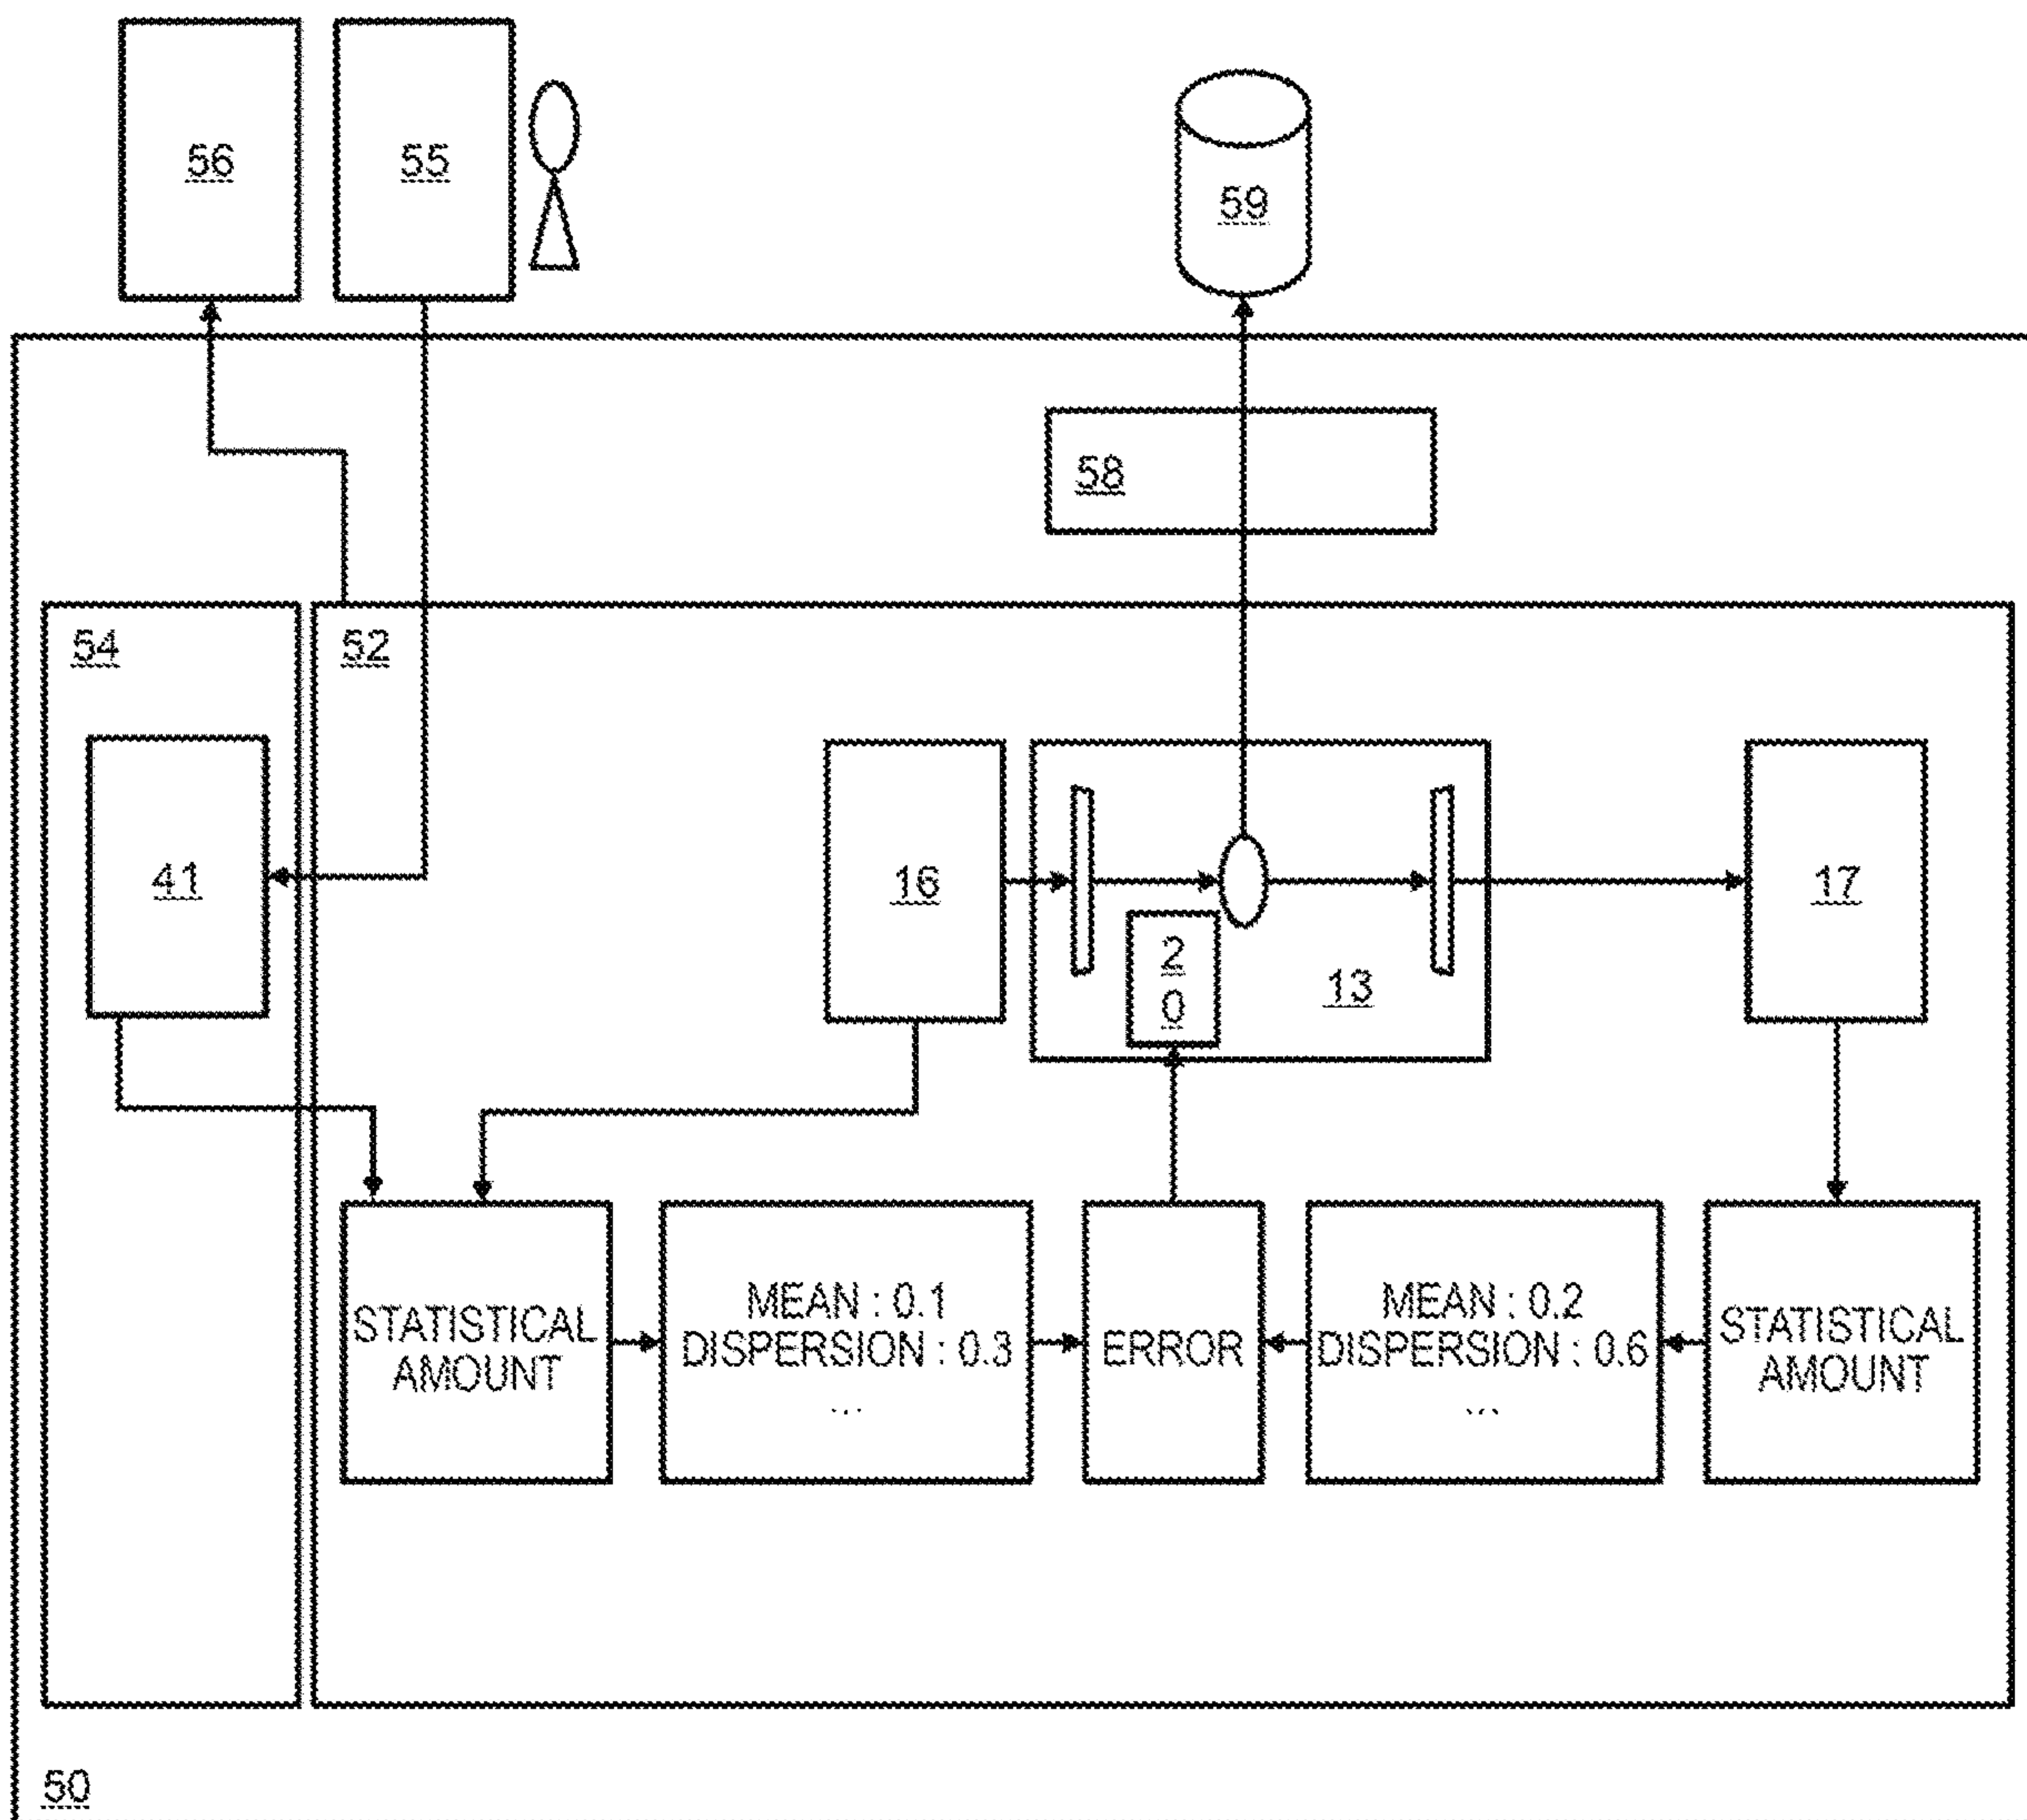 56
55
59
58
54
52
41
16
2
0
13
17
STATISTICAL
AMOUNT
MEAN : 0.1
DISPERSION : 0.3
...
ERROR
MEAN : 0.2
DISPERSION : 0.6
...
STATISTICAL
AMOUNT
50